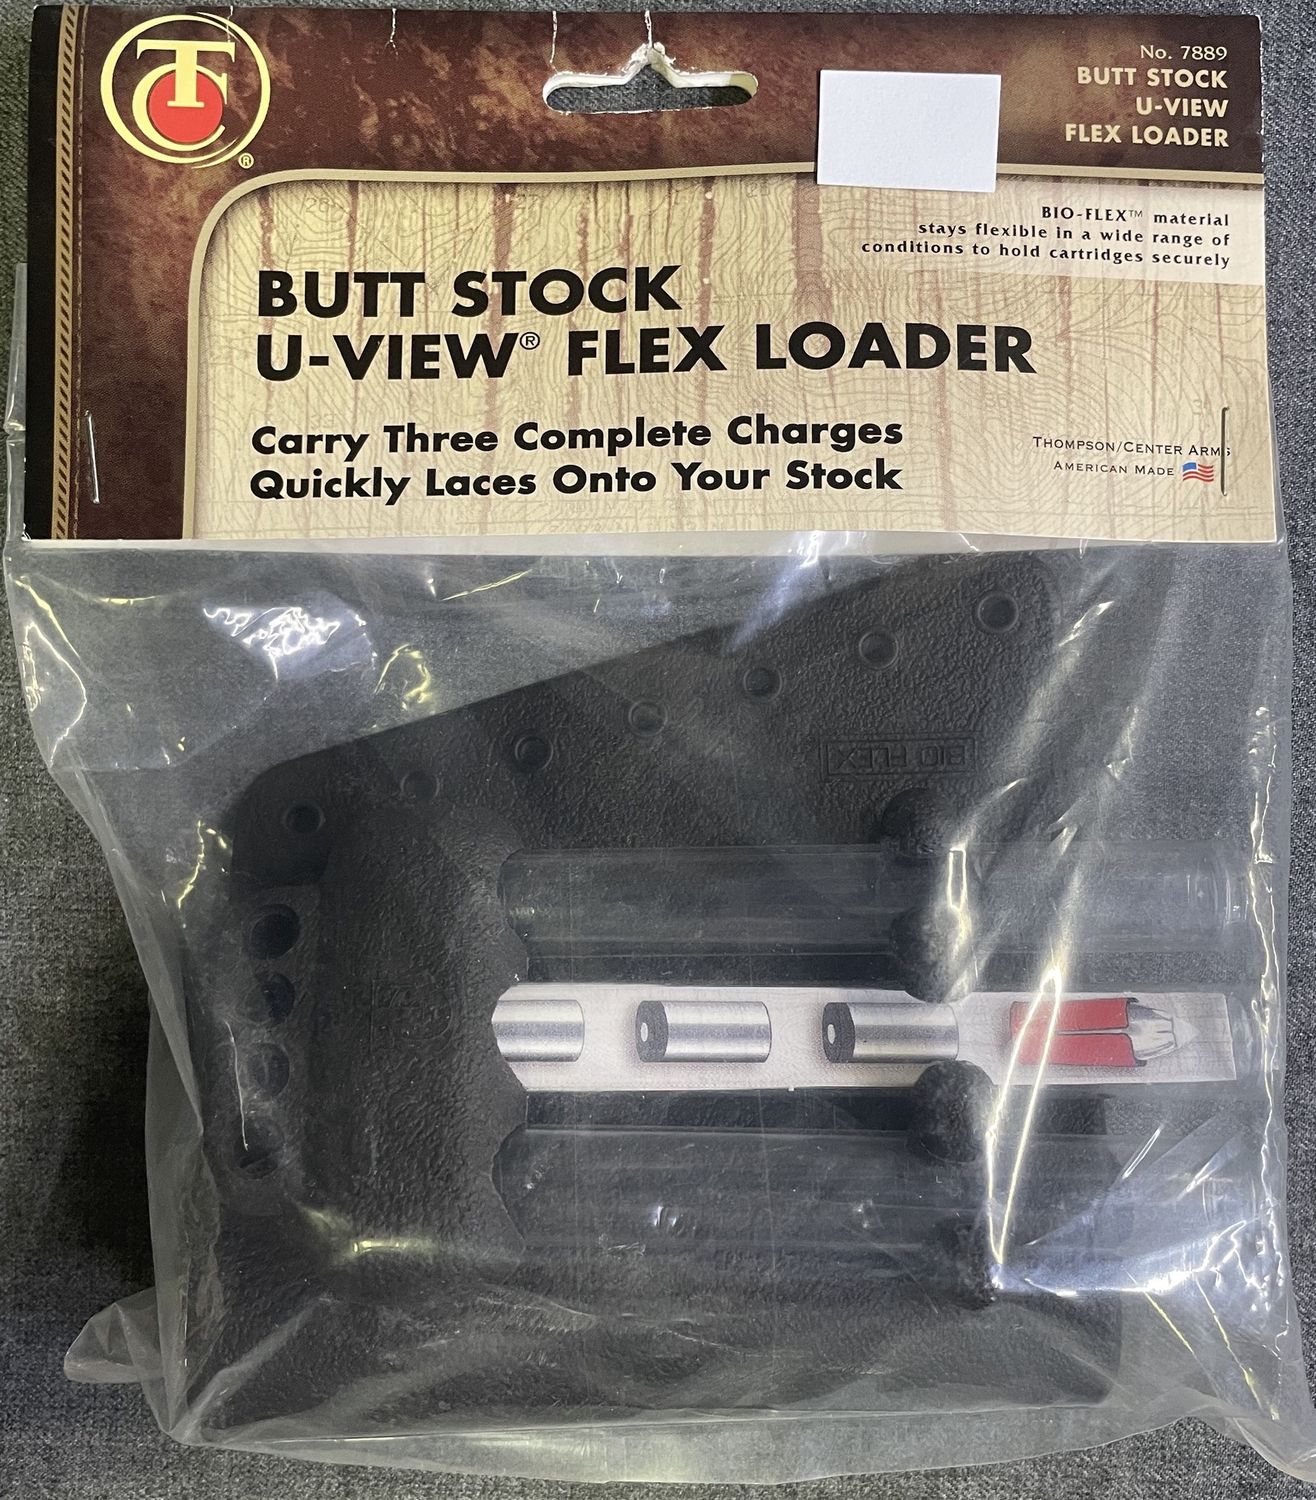 TC ®
No. 7889
BUTT STOCK
U-VIEW
FLEX LOADER
BIO-FLEX™ material
stays flexible in a wide range of
conditions to hold cartridges securely
BUTT STOCK
U-VIEW® FLEX LOADER
Carry Three Complete Charges
Quickly Laces Onto Your Stock
THOMPSON/CENTER ARMS
AMERICAN MADE
BIO FLEX